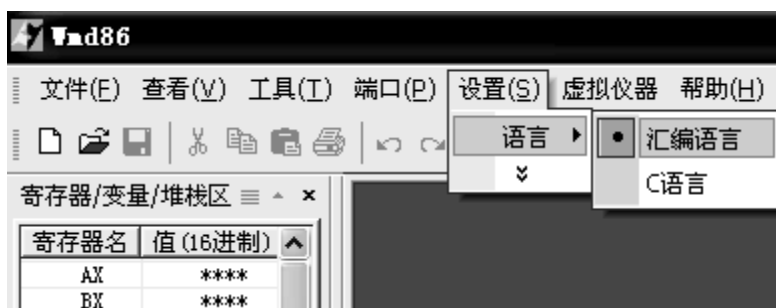 Wmd86
文件(F) 查看(V) 工具(T) 端口(P) 设置(S) 虚拟仪器 帮助(H)
语言 汇编语言
C语言
寄存器/变量/堆栈区
寄存器名 值(16进制)
AX ****
BX ****